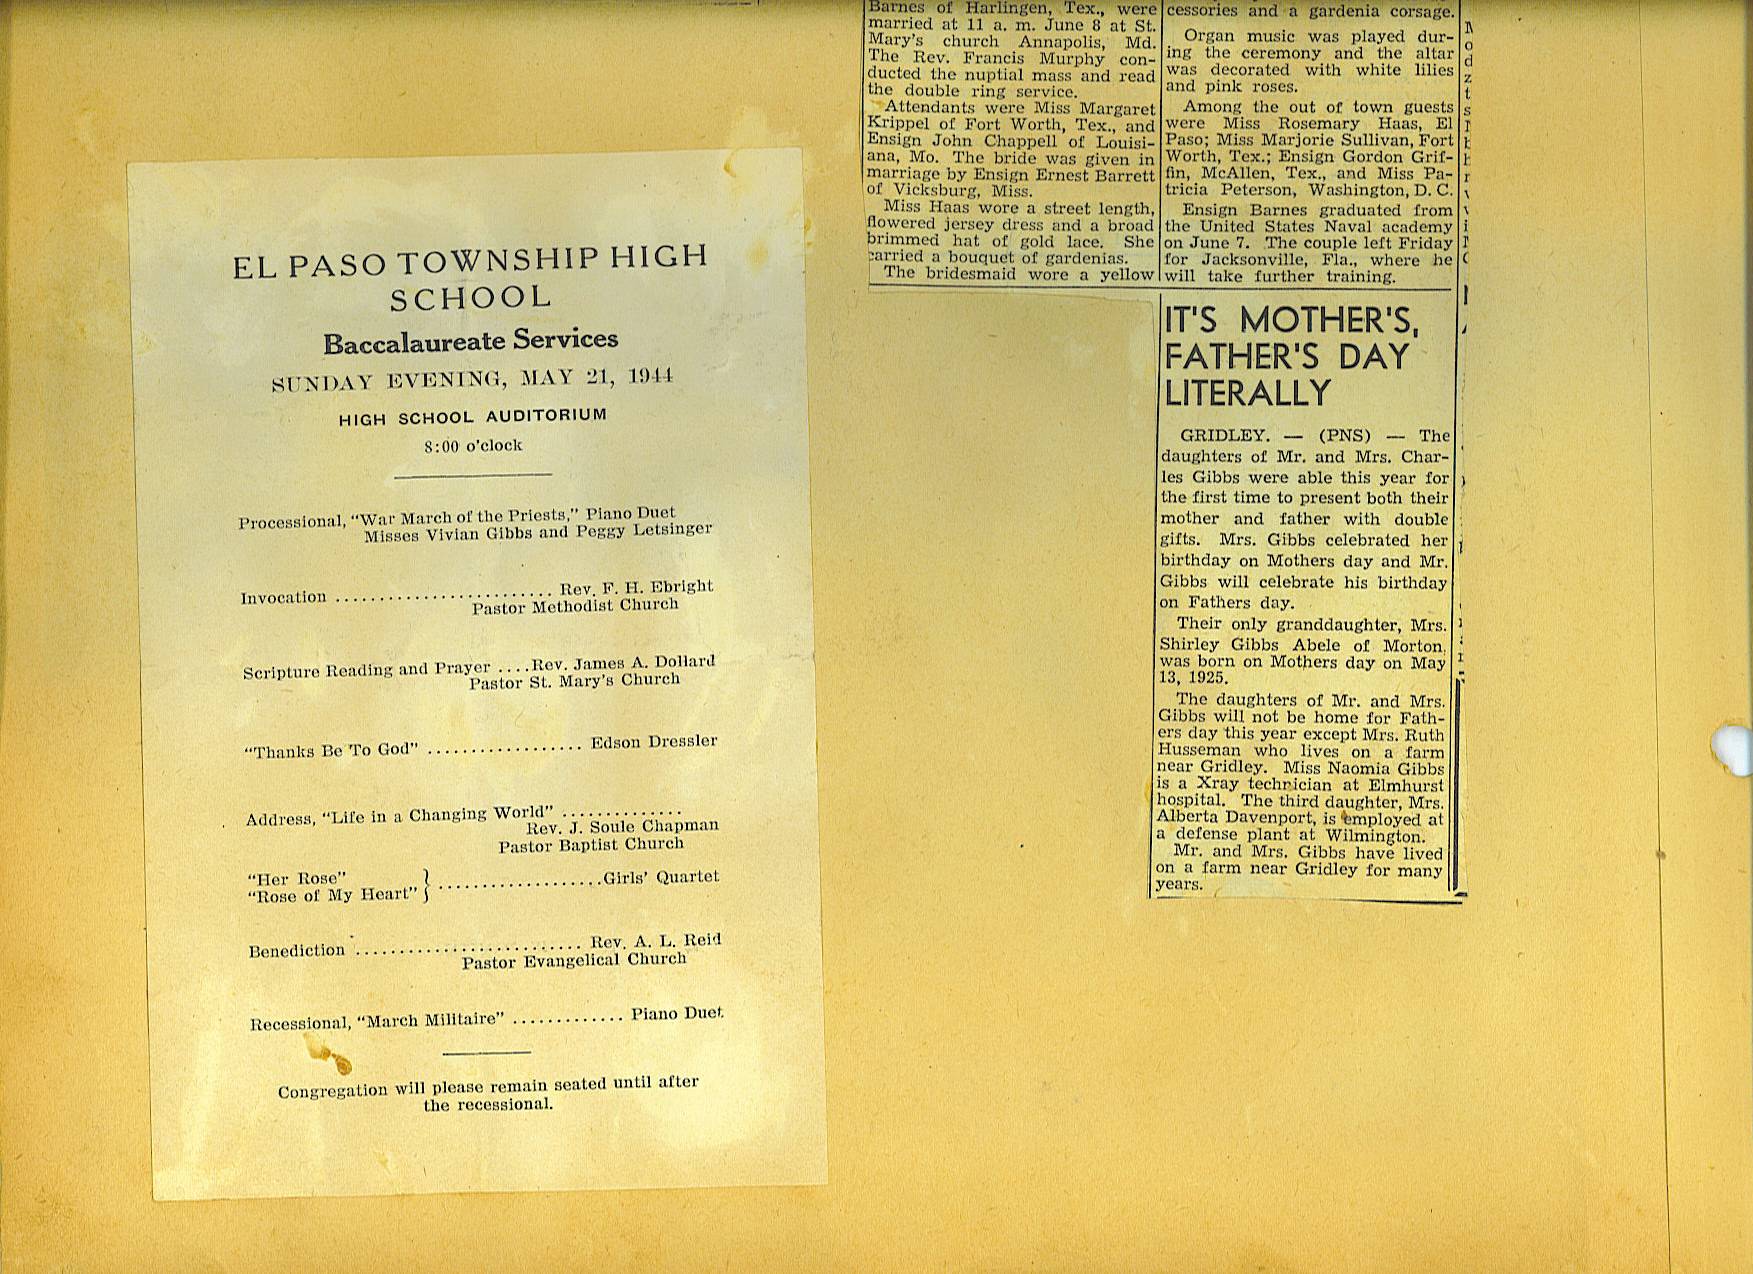 EL PASO TOWNSHIP HIGH
SCHOOL
Baccalaureate Services
SUNDAY EVENING, MAY 21, 1944
HIGH SCHOOL AUDITORIUM
8:00 o'clock
Processional, "War March of the Priests," Piano Duet
Misses Vivian Gibbs and Peggy Letsinger
Invocation ......................... Rev. F. H. Ebright
Pastor Methodist Church
Scripture Reading and Prayer ....Rev. James A. Dollard
Pastor St. Mary's Church
"Thanks Be To God" .................. Edson Dressler
Address, "Life in a Changing World" ..............
Rev. J. Soule Chapman
Pastor Baptist Church
"Her Rose"
"Rose of My Heart" } ...................Girls' Quartet
Benediction .......................... Rev. A. L. Reid
Pastor Evangelical Church
Recessional, "March Militaire" ............. Piano Duet
Congregation will please remain seated until after
the recessional.
Barnes of Harlingen, Tex., were
married at 11 a. m. June 8 at St.
Mary's church Annapolis, Md.
The Rev. Francis Murphy con-
ducted the nuptial mass and read
the double ring service.
Attendants were Miss Margaret
Krippel of Fort Worth, Tex., and
Ensign John Chappell of Louisi-
ana, Mo. The bride was given in
marriage by Ensign Ernest Barrett
of Vicksburg, Miss.
Miss Haas wore a street length,
flowered jersey dress and a broad
brimmed hat of gold lace. She
carried a bouquet of gardenias.
The bridesmaid wore a yellow
cessories and a gardenia corsage.
Organ music was played dur-
ing the ceremony and the altar
was decorated with white lilies
and pink roses.
Among the out of town guests
were Miss Rosemary Haas, El
Paso; Miss Marjorie Sullivan, Fort
Worth, Tex.; Ensign Gordon Grif-
fin, McAllen, Tex., and Miss Pa-
tricia Peterson, Washington, D. C.
Ensign Barnes graduated from
the United States Naval academy
on June 7. The couple left Friday
for Jacksonville, Fla., where he
will take further training.
IT'S MOTHER'S,
FATHER'S DAY
LITERALLY
GRIDLEY. — (PNS) — The
daughters of Mr. and Mrs. Char-
les Gibbs were able this year for
the first time to present both their
mother and father with double
gifts. Mrs. Gibbs celebrated her
birthday on Mothers day and Mr.
Gibbs will celebrate his birthday
on Fathers day.
Their only granddaughter, Mrs.
Shirley Gibbs Abele of Morton,
was born on Mothers day on May
13, 1925.
The daughters of Mr. and Mrs.
Gibbs will not be home for Fath-
ers day this year except Mrs. Ruth
Husseman who lives on a farm
near Gridley. Miss Naomia Gibbs
is a Xray technician at Elmhurst
hospital. The third daughter, Mrs.
Alberta Davenport, is employed at
a defense plant at Wilmington.
Mr. and Mrs. Gibbs have lived
on a farm near Gridley for many
years.